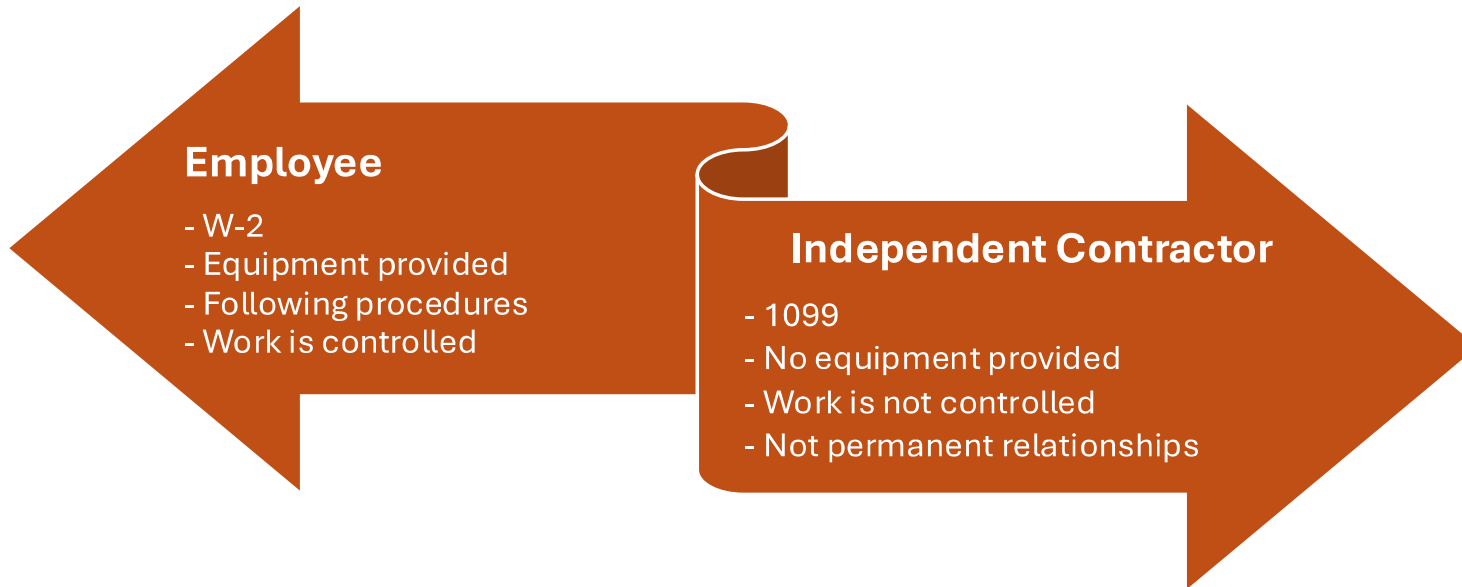 Employee
- W-2
- Equipment provided
- Following procedures
- Work is controlled
Independent Contractor
- 1099
- No equipment provided
- Work is not controlled
- Not permanent relationships